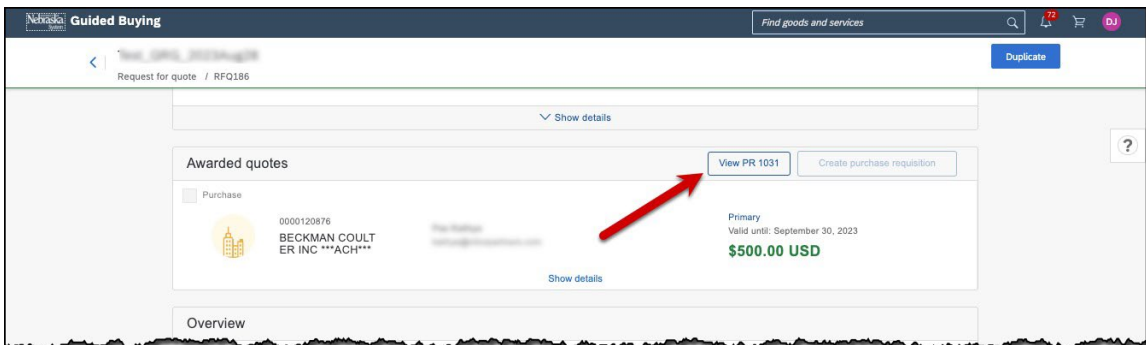 Nebraska
System
Guided Buying
Find goods and services
72
DJ
Request for quote / RFQ186
Duplicate
Show details
?
Awarded quotes
View PR 1031
Create purchase requisition
Purchase
0000120876
BECKMAN COULT
ER INC ***ACH***
Primary
Valid until: September 30, 2023
$500.00 USD
Show details
Overview